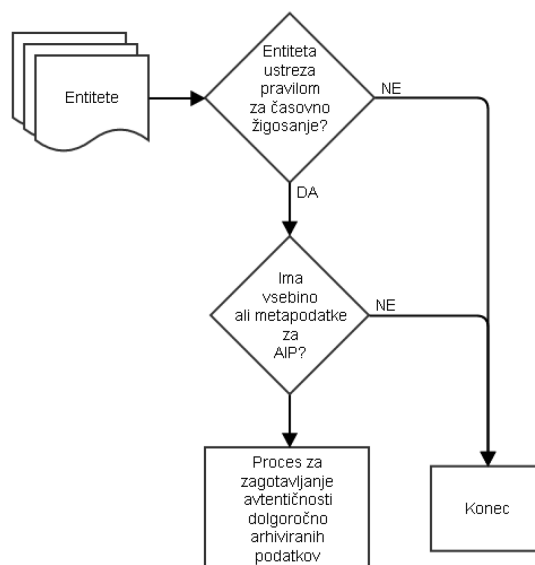 Entitete
Entiteta
ustreza
pravilom
za časovno
žigosanje?
NE
DA
Ima
vsebino
ali metapodatke
za
AIP?
NE
Proces za
zagotavljanje
avtentičnosti
dolgoročno
arhiviranih
podatkov
Konec